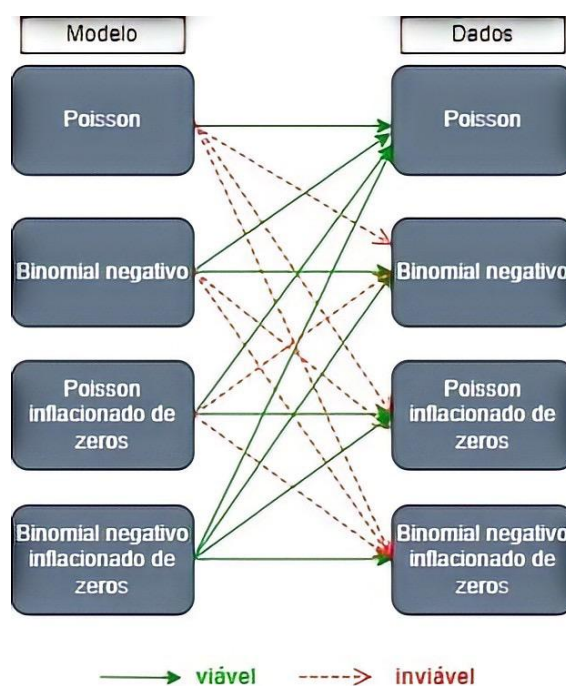 Modelo
Dados
Poisson
Poisson
Binomial negativo
Binomial negativo
Poisson
inflacionado de
zeros
Poisson
inflacionado de
zeros
Binomial negativo
inflacionado de
zeros
Binomial negativo
inflacionado de
zeros
viável
inviável